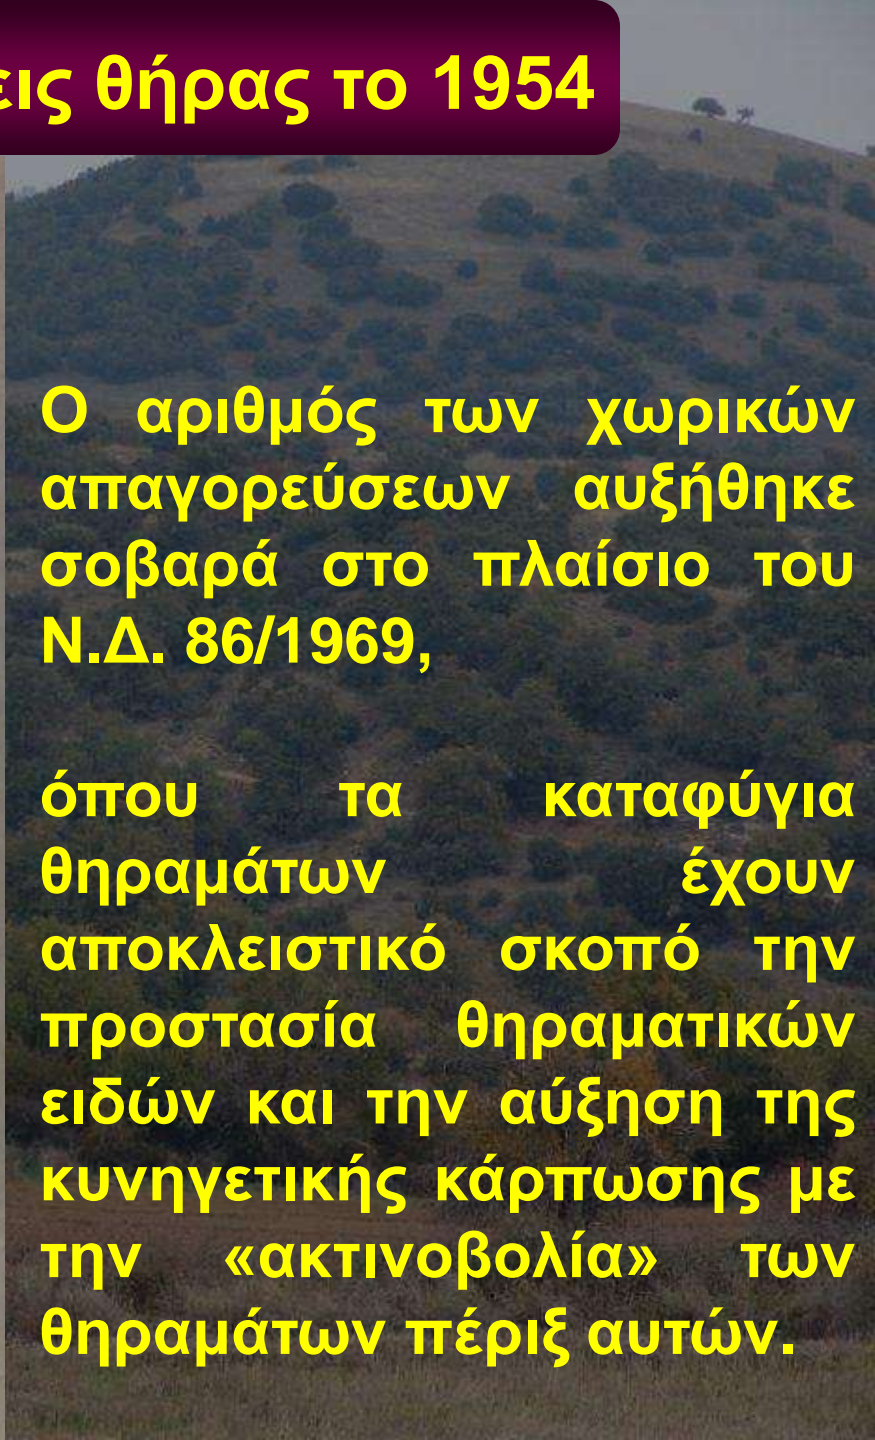 εις θήρας το 1954
Ο αριθμός των χωρικών
απαγορεύσεων αυξήθηκε
σοβαρά στο πλαίσιο του
Ν.Δ. 86/1969,
όπου τα καταφύγια
θηραμάτων έχουν
αποκλειστικό σκοπό την
προστασία θηραματικών
ειδών και την αύξηση της
κυνηγετικής κάρπωσης με
την «ακτινοβολία» των
θηραμάτων πέριξ αυτών.